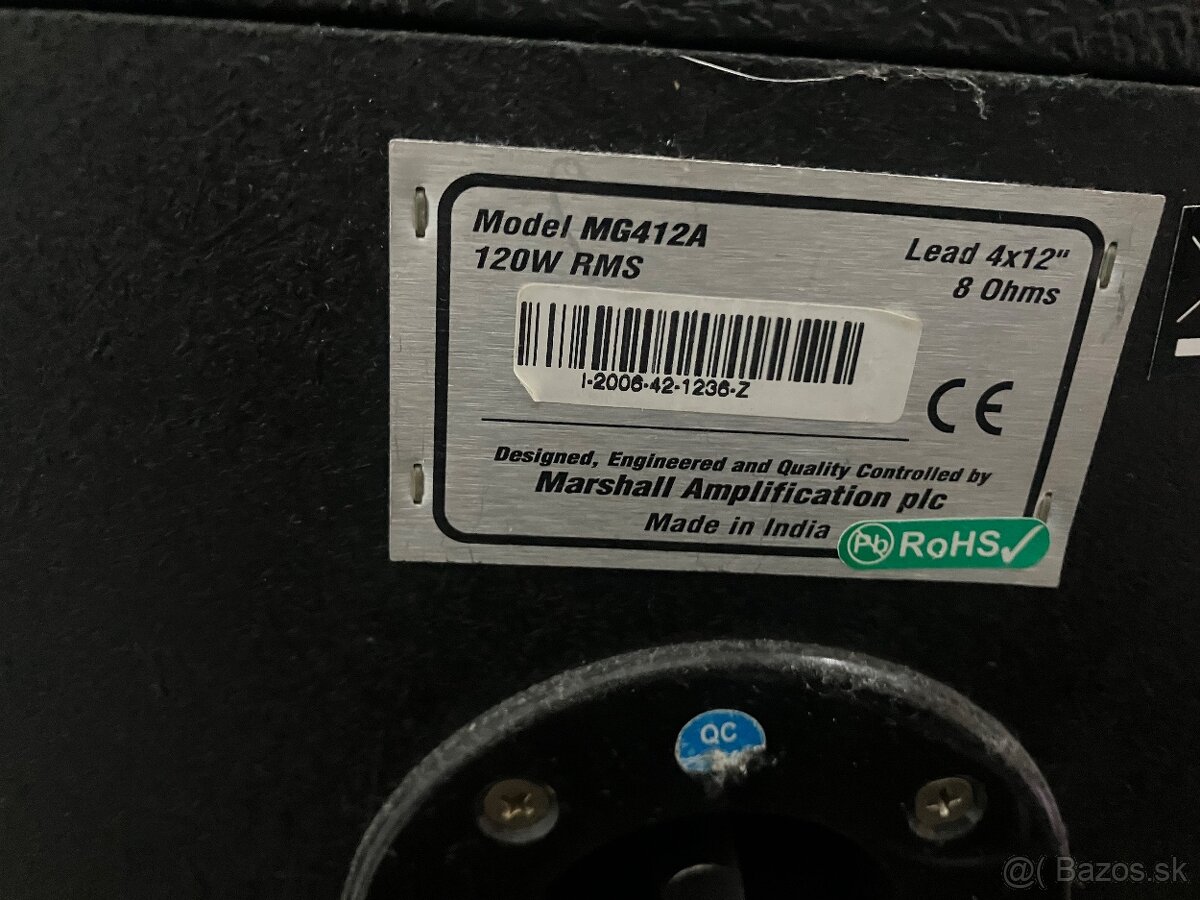 Model MG412A
120W RMS
Lead 4x12"
8 Ohms
I-2006-42-1236-Z
CE
Designed, Engineered and Quality Controlled by
Marshall Amplification plc
Made in India
Pb RoHS✓
QC
@( Bazos.sk